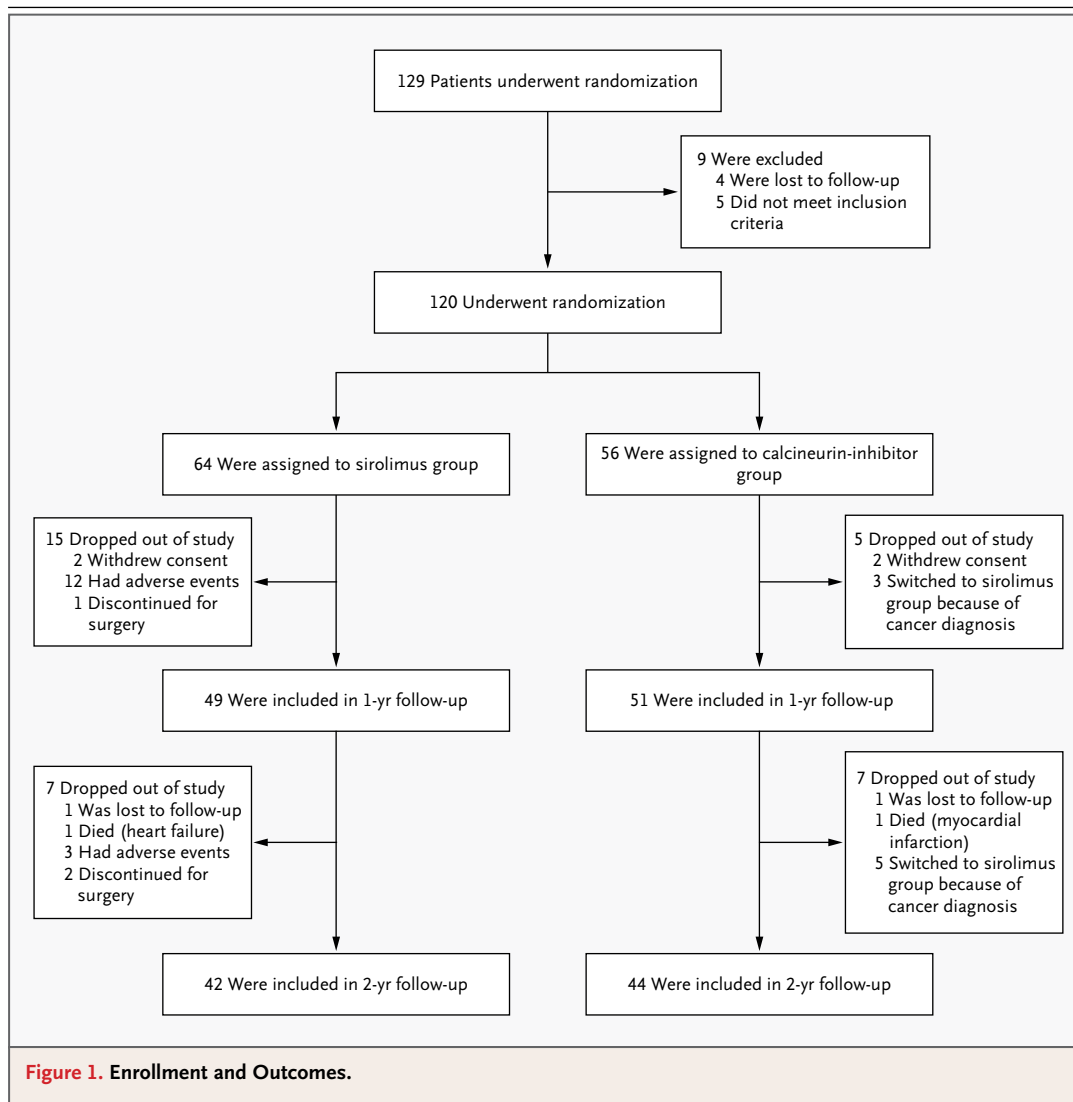 129 Patients underwent randomization
9 Were excluded
4 Were lost to follow-up
5 Did not meet inclusion
criteria
120 Underwent randomization
64 Were assigned to sirolimus group
56 Were assigned to calcineurin-inhibitor
group
15 Dropped out of study
2 Withdrew consent
12 Had adverse events
1 Discontinued for
surgery
5 Dropped out of study
2 Withdrew consent
3 Switched to sirolimus
group because of
cancer diagnosis
49 Were included in 1-yr follow-up
51 Were included in 1-yr follow-up
7 Dropped out of study
1 Was lost to follow-up
1 Died (heart failure)
3 Had adverse events
2 Discontinued for
surgery
7 Dropped out of study
1 Was lost to follow-up
1 Died (myocardial
infarction)
5 Switched to sirolimus
group because of
cancer diagnosis
42 Were included in 2-yr follow-up
44 Were included in 2-yr follow-up
Figure 1. Enrollment and Outcomes.